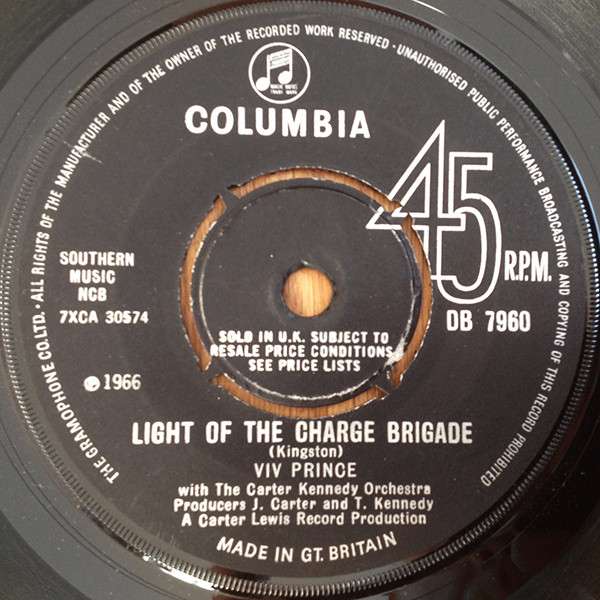 THE GRAMOPHONE CO. LTD. · ALL RIGHTS OF THE MANUFACTURER AND OF THE OWNER OF THE RECORDED WORK RESERVED · UNAUTHORISED PUBLIC PERFORMANCE BROADCASTING AND COPYING OF THIS RECORD PROHIBITED
COLUMBIA
45
R.P.M.
SOUTHERN
MUSIC
NCB
7XCA 30574
DB 7960
SOLD IN U.K. SUBJECT TO
RESALE PRICE CONDITIONS,
SEE PRICE LISTS
℗ 1966
LIGHT OF THE CHARGE BRIGADE
(Kingston)
VIV PRINCE
with The Carter Kennedy Orchestra
Producers J. Carter and T. Kennedy
A Carter Lewis Record Production
MADE IN GT. BRITAIN